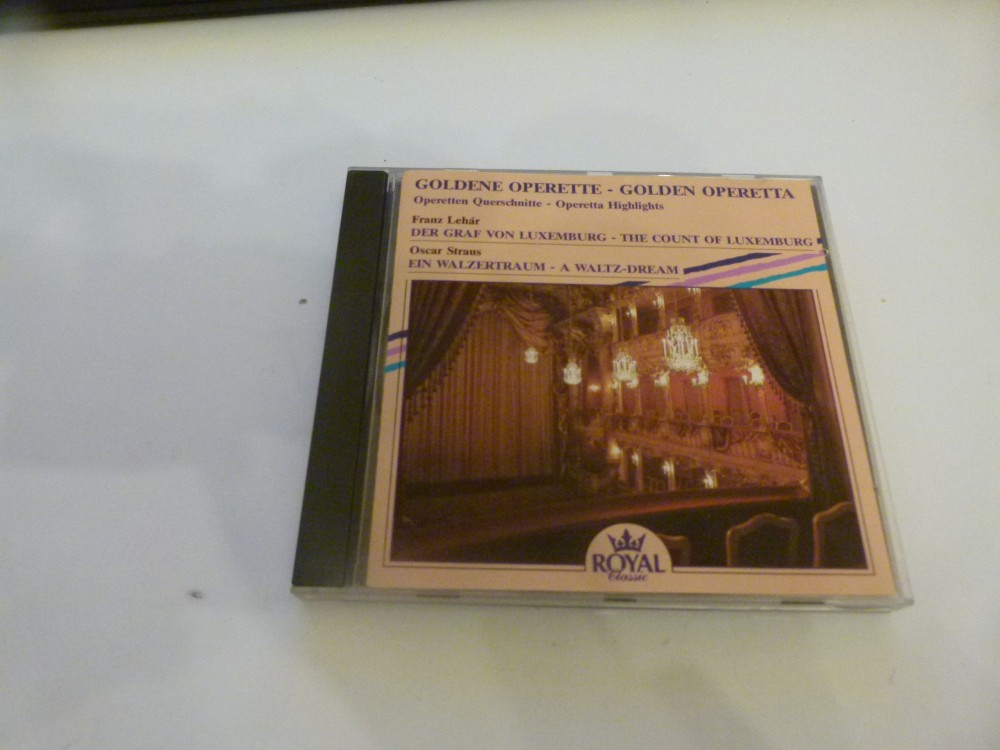 GOLDENE OPERETTE - GOLDEN OPERETTA
Operetten Querschnitte - Operetta Highlights
Franz Lehár
DER GRAF VON LUXEMBURG - THE COUNT OF LUXEMBURG
Oscar Straus
EIN WALZERTRAUM - A WALTZ-DREAM
ROYAL
Classic